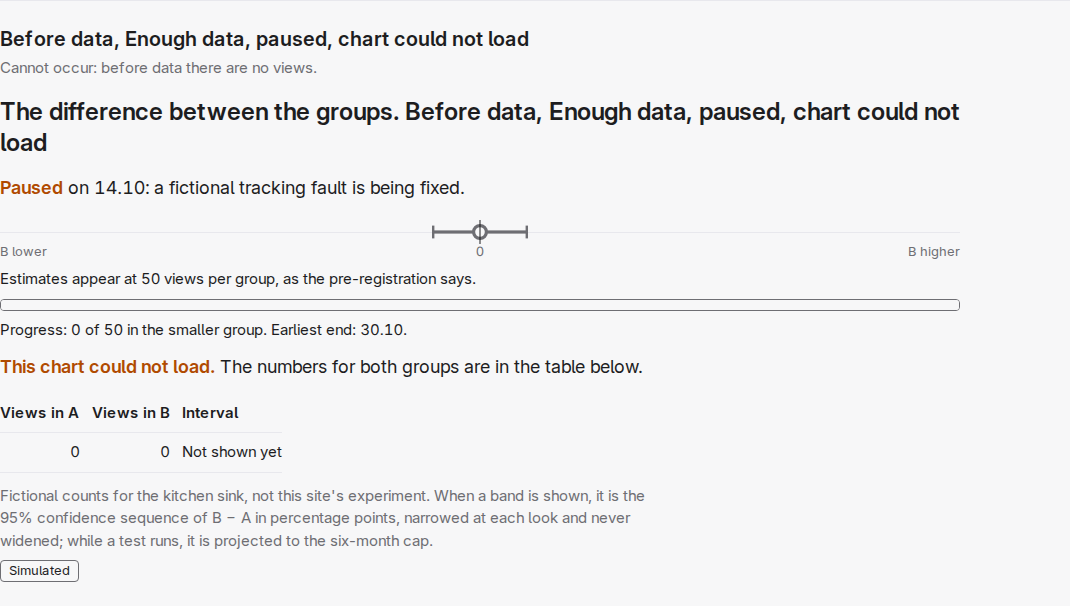 Before data, Enough data, paused, chart could not load
Cannot occur: before data there are no views.
The difference between the groups. Before data, Enough data, paused, chart could not
load
Paused on 14.10: a fictional tracking fault is being fixed.
B lower 0 B higher
Estimates appear at 50 views per group, as the pre-registration says.
Progress: 0 of 50 in the smaller group. Earliest end: 30.10.
This chart could not load. The numbers for both groups are in the table below.
Views in A Views in B Interval
0 0 Not shown yet
Fictional counts for the kitchen sink, not this site's experiment. When a band is shown, it is the
95% confidence sequence of B − A in percentage points, narrowed at each look and never
widened; while a test runs, it is projected to the six-month cap.
Simulated